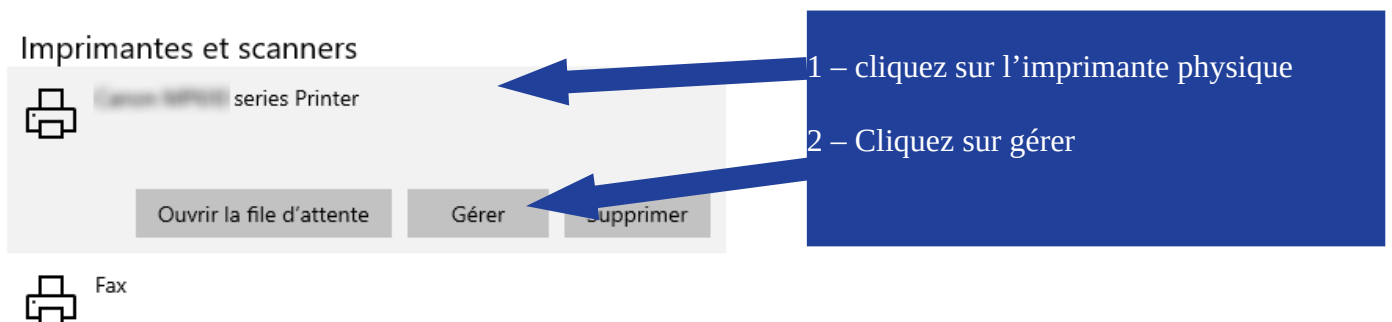 Imprimantes et scanners
series Printer
Ouvrir la file d'attente
Gérer
Supprimer
Fax
1 – cliquez sur l’imprimante physique
2 – Cliquez sur gérer